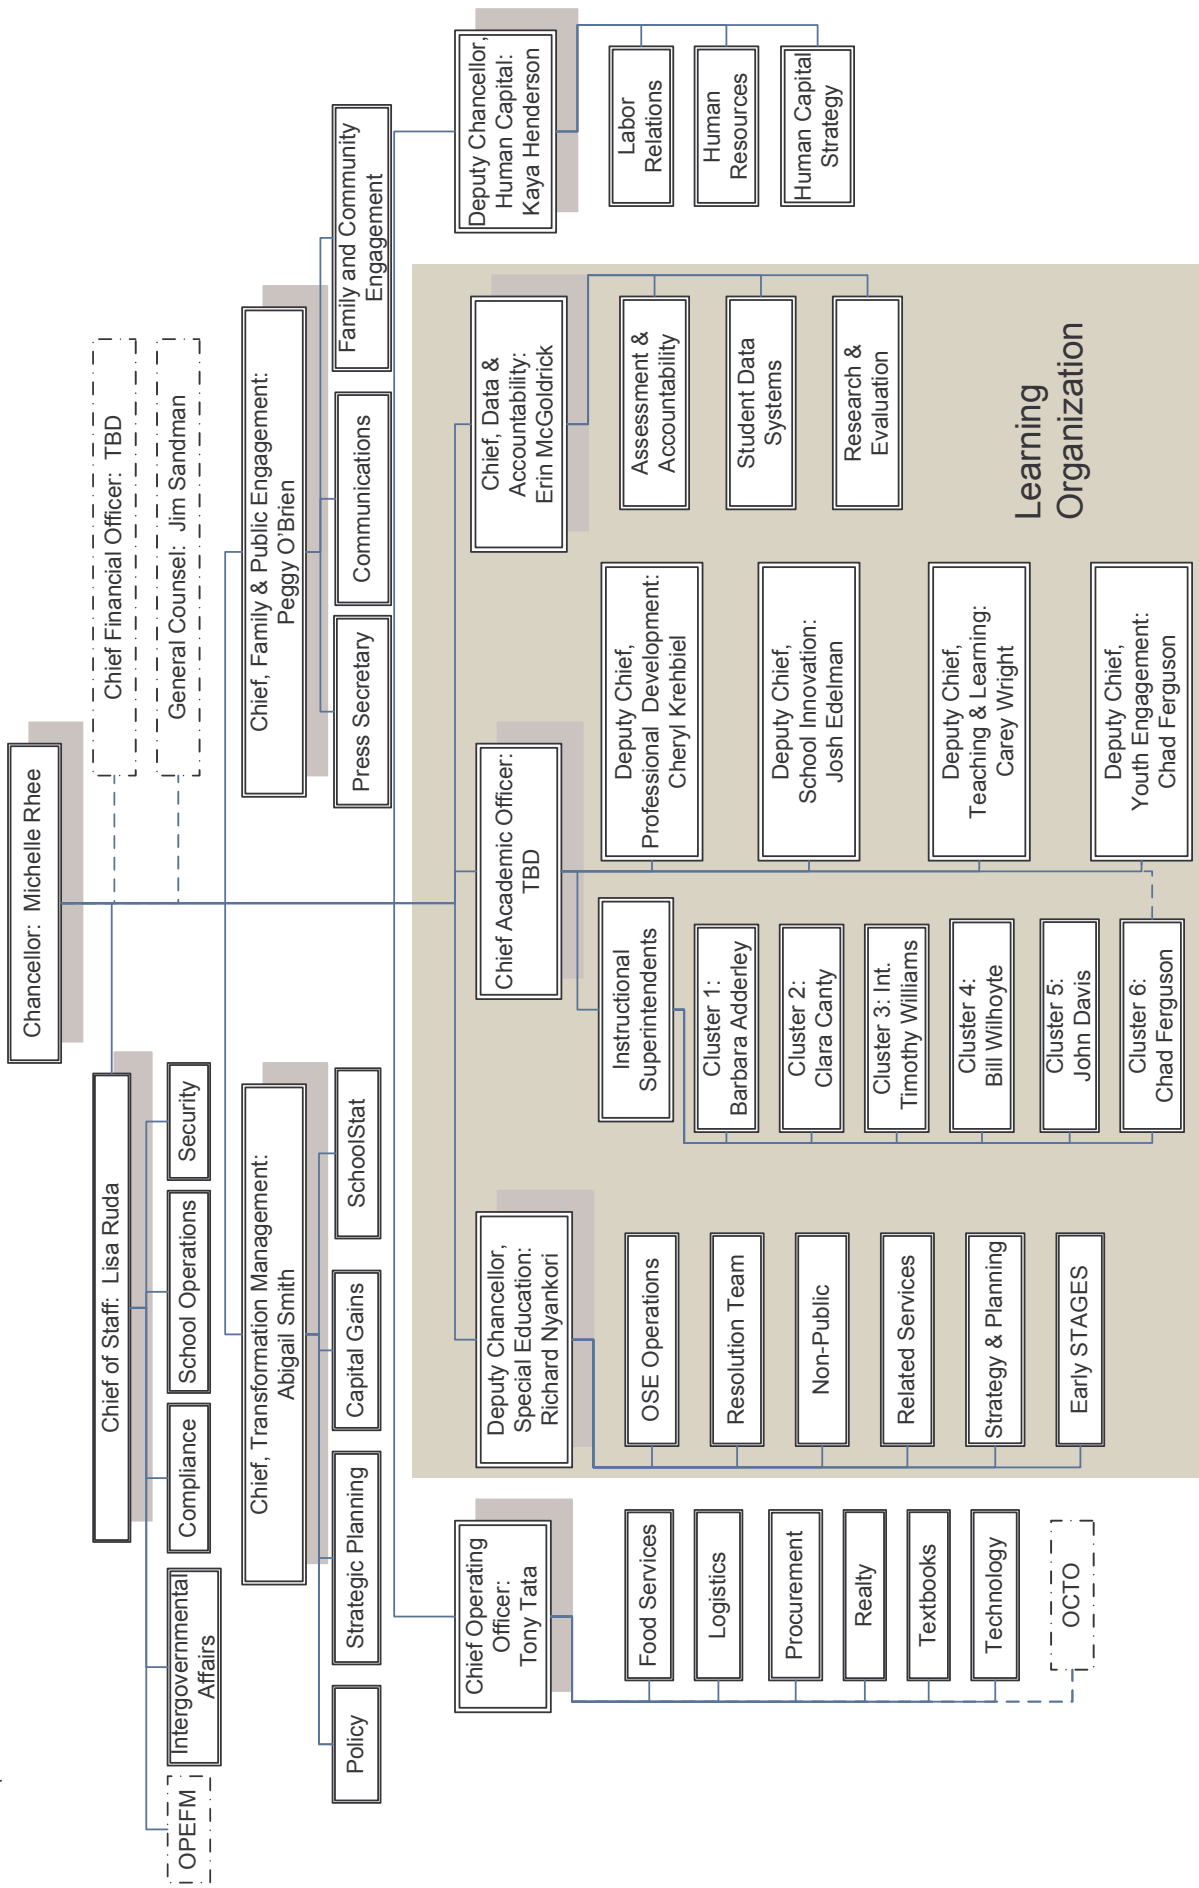 Chancellor: Michelle Rhee
Chief Financial Officer: TBD
General Counsel: Jim Sandman
Chief of Staff: Lisa Ruda
OPEFM
Intergovernmental
Affairs
Compliance
School Operations
Security
Chief, Transformation Management:
Abigail Smith
Policy
Strategic Planning
Capital Gains
SchoolStat
Chief, Family & Public Engagement:
Peggy O’Brien
Press Secretary
Communications
Family and Community
Engagement
Chief Operating
Officer:
Tony Tata
Food Services
Logistics
Procurement
Realty
Textbooks
Technology
OCTO
Deputy Chancellor,
Special Education:
Richard Nyankori
OSE Operations
Resolution Team
Non-Public
Related Services
Strategy & Planning
Early STAGES
Chief Academic Officer:
TBD
Instructional
Superintendents
Cluster 1:
Barbara Adderley
Cluster 2:
Clara Canty
Cluster 3: Int.
Timothy Williams
Cluster 4:
Bill Wilhoyte
Cluster 5:
John Davis
Cluster 6:
Chad Ferguson
Deputy Chief,
Professional Development:
Cheryl Krehbiel
Deputy Chief,
School Innovation:
Josh Edelman
Deputy Chief,
Teaching & Learning:
Carey Wright
Deputy Chief,
Youth Engagement:
Chad Ferguson
Chief, Data &
Accountability:
Erin McGoldrick
Assessment &
Accountability
Student Data
Systems
Research &
Evaluation
Learning
Organization
Deputy Chancellor,
Human Capital:
Kaya Henderson
Labor
Relations
Human
Resources
Human Capital
Strategy